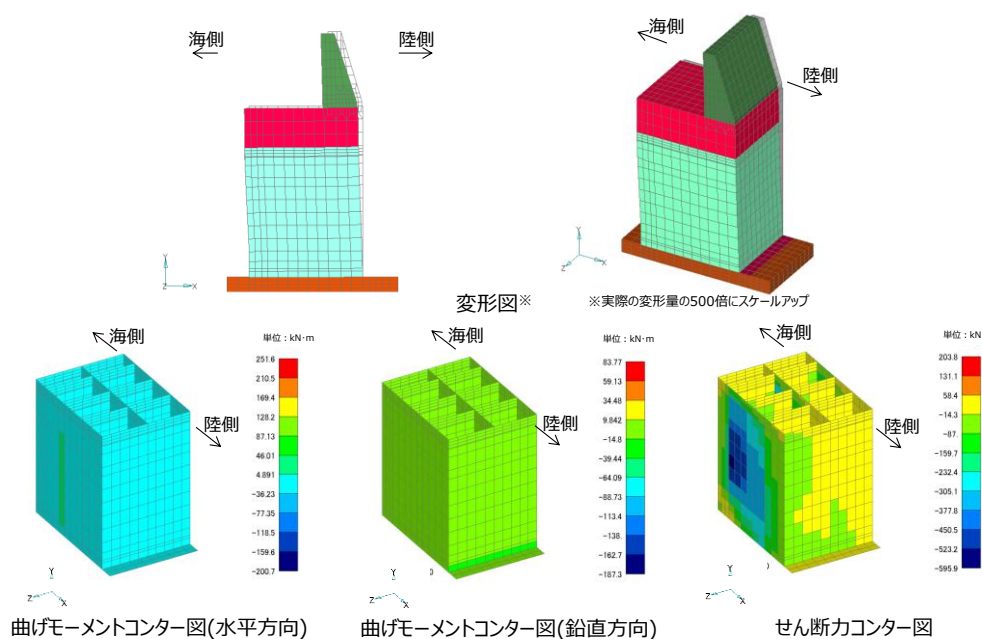 海側
陸側
海側
陸側
Y
Z
X
Y
Z
X
変形図※
※実際の変形量の500倍にスケールアップ
海側
陸側
単位：kN·m
251.6
210.5
169.4
128.2
87.13
46.01
4.891
-36.23
-77.35
-118.5
-159.6
-200.7
Y
Z
X
曲げモーメントコンター図(水平方向)
海側
陸側
単位：kN·m
83.77
59.13
34.48
9.842
-14.8
-39.44
-64.09
-88.73
-113.4
-138.
-162.7
-187.3
Y
Z
X
曲げモーメントコンター図(鉛直方向)
海側
陸側
単位：kN
203.8
131.1
58.4
-14.3
-87.
-159.7
-232.4
-305.1
-377.8
-450.5
-523.2
-595.9
Y
Z
X
せん断力コンター図